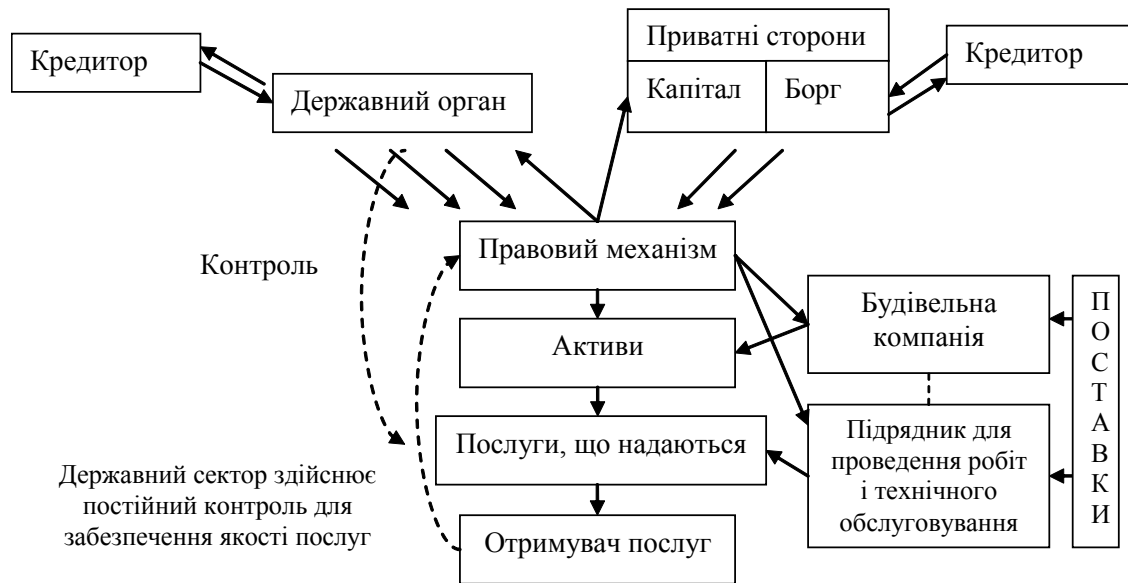 Кредитор
Державний орган
Приватні сторони
Капітал
Борг
Кредитор
Контроль
Правовий механізм
Активи
Послуги, що надаються
Отримувач послуг
Державний сектор здійснює
постійний контроль для
забезпечення якості послуг
Будівельна
компанія
Підрядник для
проведення робіт
і технічного
обслуговування
П
О
С
Т
А
В
К
И